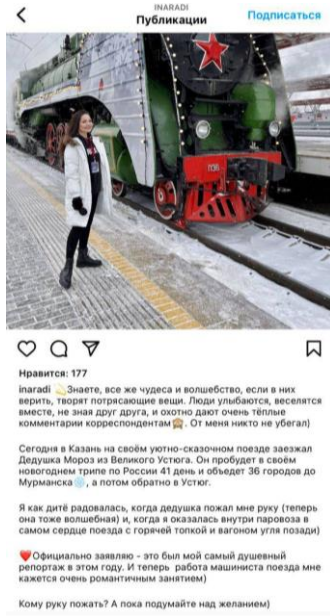 INARADI
Публикации
Подписаться
Нравится: 177
inaradi 💫Знаете, все же чудеса и волшебство, если в них
верить, творят потрясающие вещи. Люди улыбаются, веселятся
вместе, не зная друг друга, и охотно дают очень тёплые
комментарии корреспондентам🙈. От меня никто не убегал)
Сегодня в Казань на своём уютно-сказочном поезде заезжал
Дедушка Мороз из Великого Устюга. Он пробудет в своём
новогоднем трипе по России 41 день и объедет 36 городов до
Мурманска❄️, а потом обратно в Устюг.
Я как дитё радовалась, когда дедушка пожал мне руку (теперь
она тоже волшебная) и, когда я оказалась внутри паровоза в
самом сердце поезда с горячей топкой и вагоном угля позади)
❤️Официально заявляю - это был мой самый душевный
репортаж в этом году. И теперь работа машиниста поезда мне
кажется очень романтичным занятием)
Кому руку пожать? А пока подумайте над желанием)